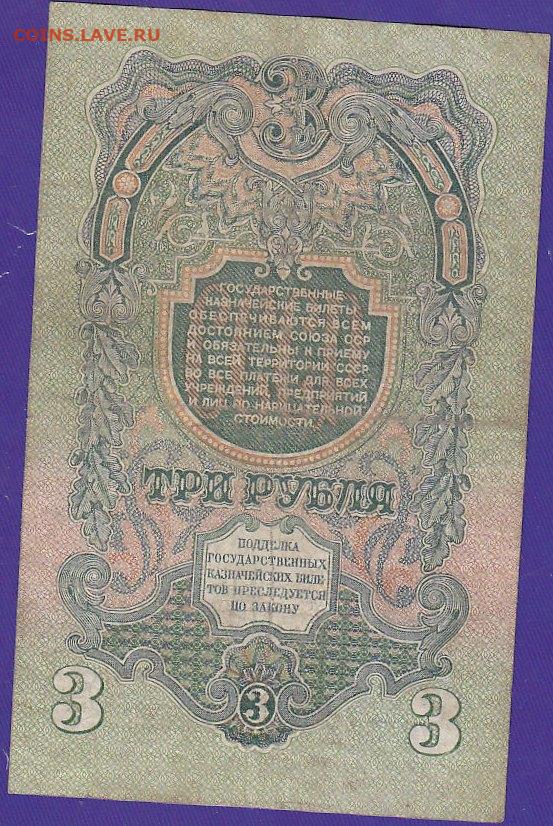 COINS.LAVE.RU
3
ГОСУДАРСТВЕННЫЕ
КАЗНАЧЕЙСКИЕ БИЛЕТЫ
ОБЕСПЕЧИВАЮТСЯ ВСЕМ
ДОСТОЯНИЕМ СОЮЗА ССР
И ОБЯЗАТЕЛЬНЫ К ПРИЕМУ
НА ВСЕЙ ТЕРРИТОРИИ СССР
ВО ВСЕ ПЛАТЕЖИ ДЛЯ ВСЕХ
УЧРЕЖДЕНИЙ, ПРЕДПРИЯТИЙ
И ЛИЦ ПО НАРИЦАТЕЛЬНОЙ
СТОИМОСТИ.
ТРИ РУБЛЯ
ПОДДЕЛКА
ГОСУДАРСТВЕННЫХ
КАЗНАЧЕЙСКИХ БИЛЕ-
ТОВ ПРЕСЛЕДУЕТСЯ
ПО ЗАКОНУ
3 3 3